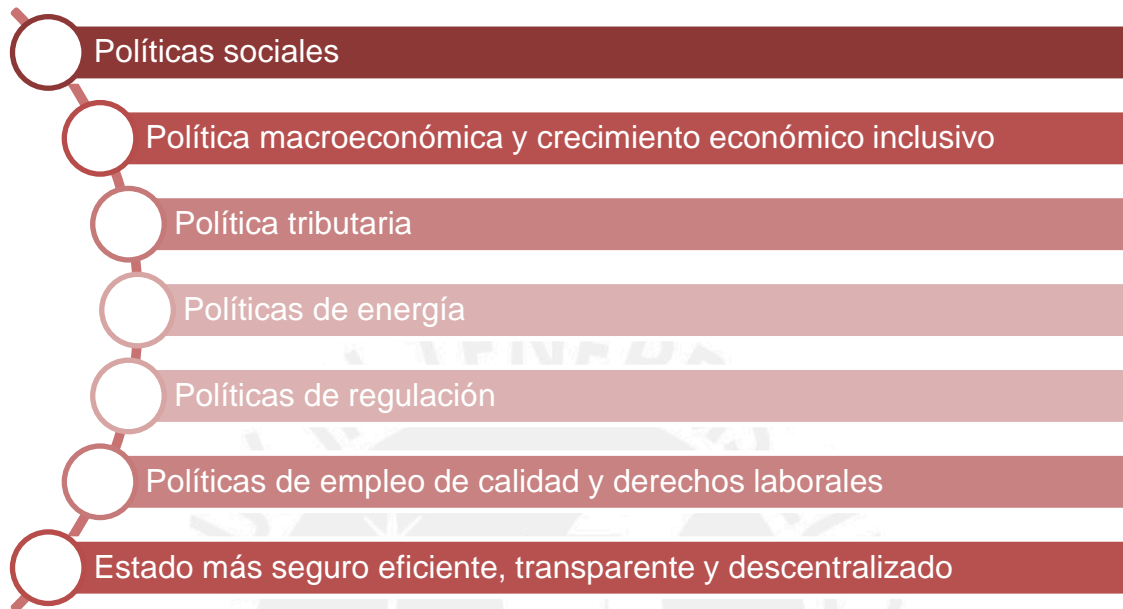 Políticas sociales
Política macroeconómica y crecimiento económico inclusivo
Política tributaria
Políticas de energía
Políticas de regulación
Políticas de empleo de calidad y derechos laborales
Estado más seguro eficiente, transparente y descentralizado